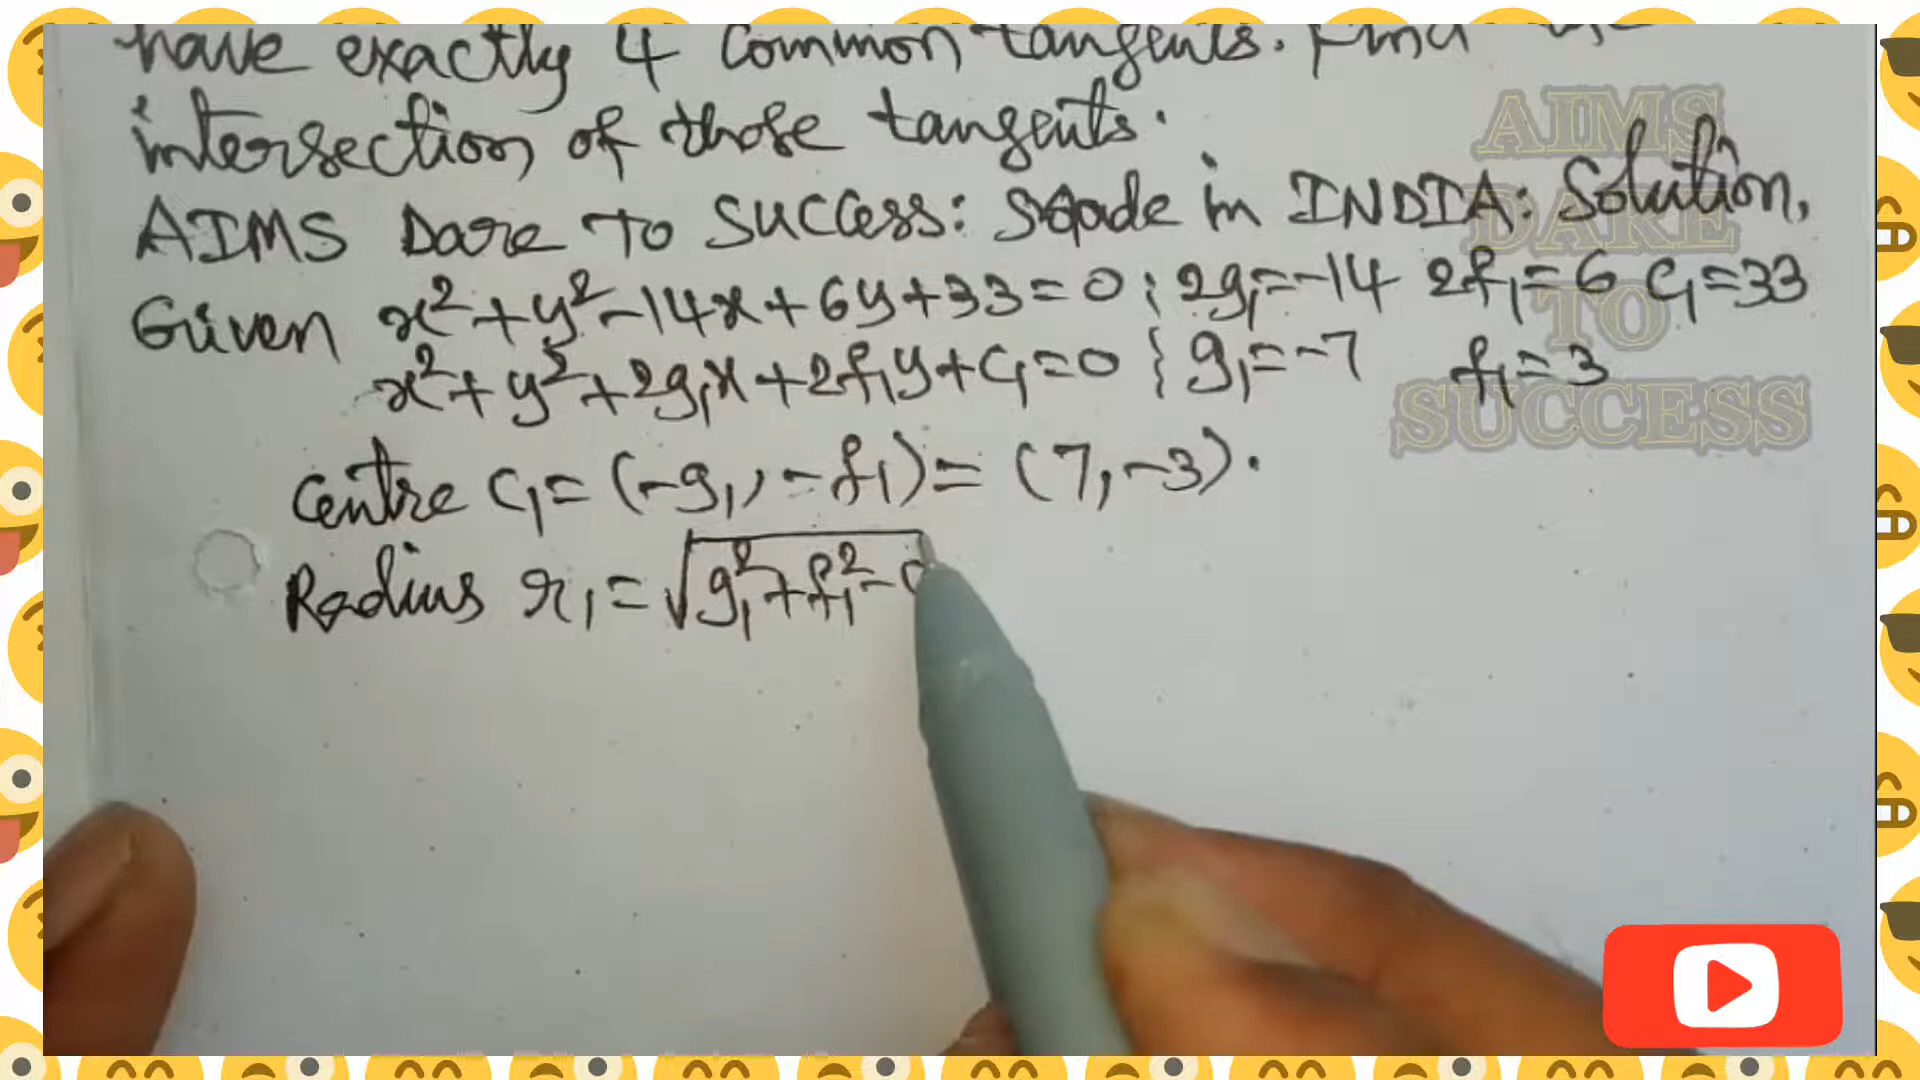 have exactly 4 common tangents. Find
intersection of those tangents.
AIMS Dare To Success: Made in INDIA: Solution,
Given x²+y²-14x+6y+33=0; 2g₁=-14 2f₁=6 c₁=33
x²+y²+2g₁x+2f₁y+c₁=0 } g₁=-7 f₁=3
Centre C₁=(-g₁,-f₁)=(7,-3).
Radius r₁=√g₁²+f₁²-c
AIMS
DARE
TO
SUCCESS